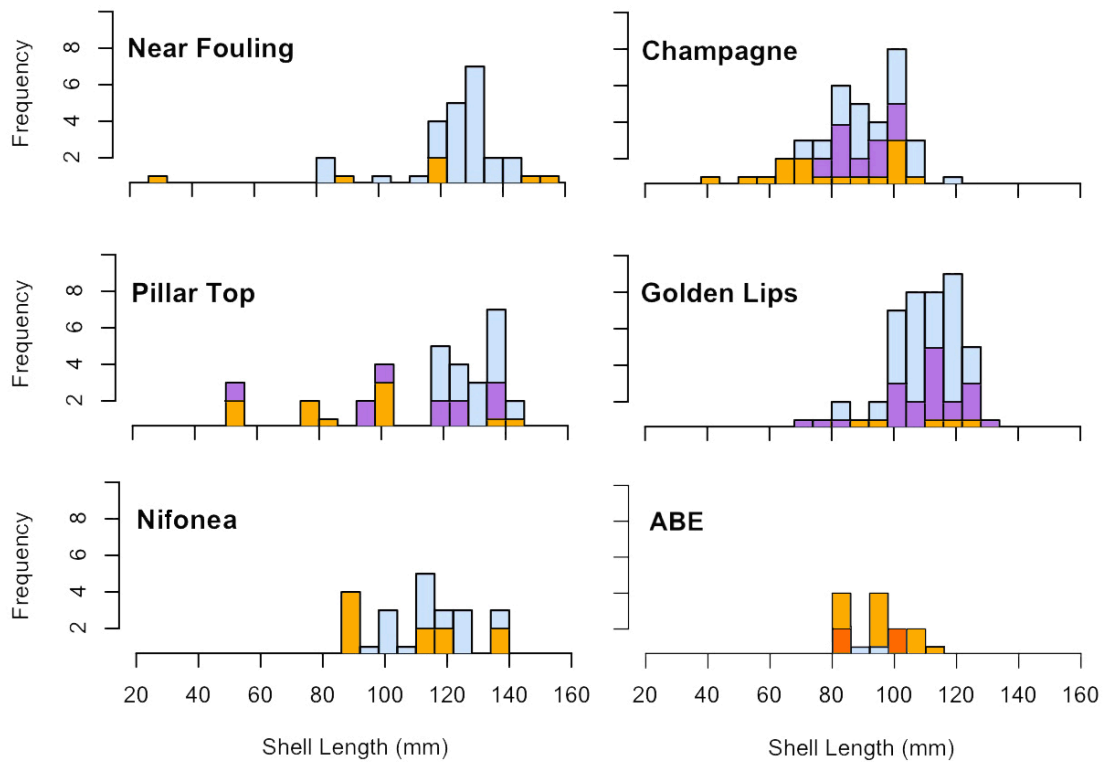 Near Fouling
Champagne
Frequency
8
6
4
2
Pillar Top
Golden Lips
Frequency
8
6
4
2
Nifonea
ABE
Frequency
8
6
4
2
20 40 60 80 100 120 140 160
20 40 60 80 100 120 140 160
Shell Length (mm)
Shell Length (mm)